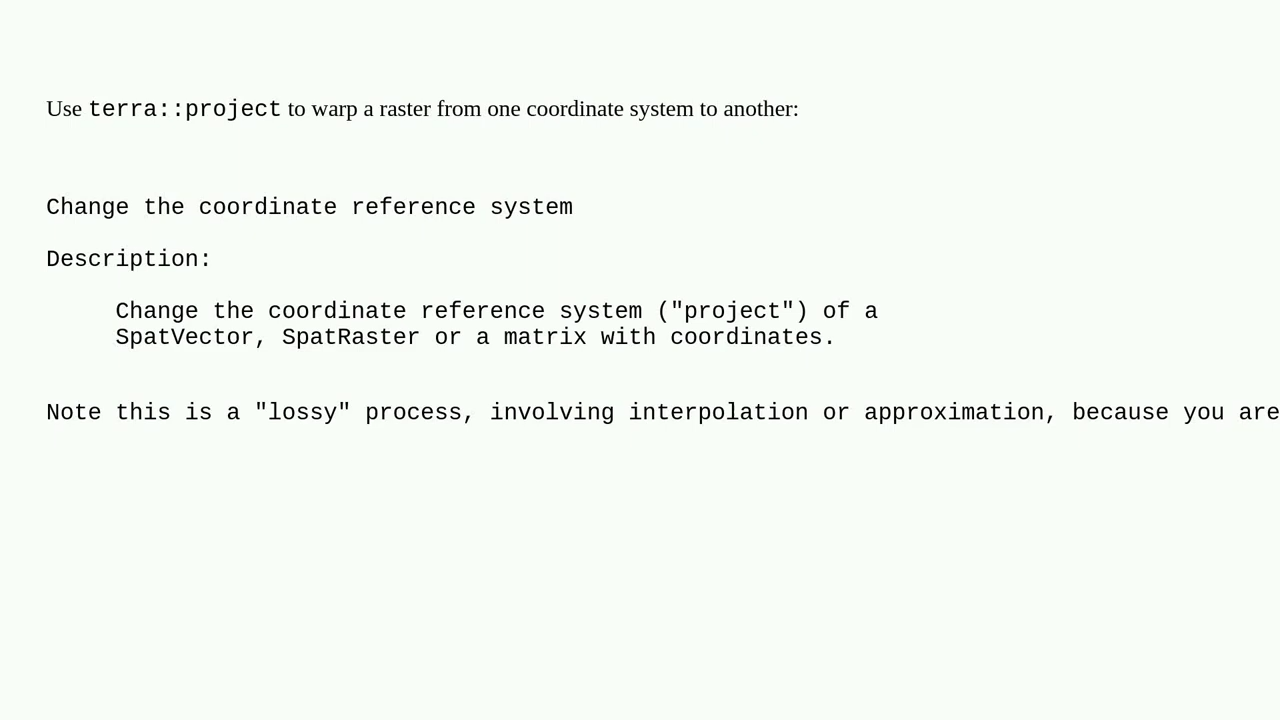 Use terra::project to warp a raster from one coordinate system to another:
Change the coordinate reference system
Description:
Change the coordinate reference system ("project") of a
SpatVector, SpatRaster or a matrix with coordinates.
Note this is a "lossy" process, involving interpolation or approximation, because you are